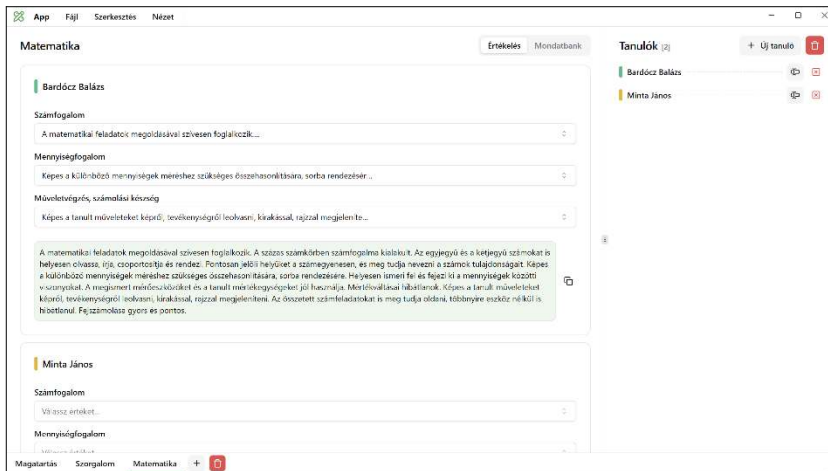 App Fájl Szerkesztés Nézet
Matematika
Értékelés Mondatbank
Tanulók [2]
+ Új tanuló
Bardócz Balázs
Minta János
Bardócz Balázs
Számfogalom
A matematikai feladatok megoldásával szívesen foglalkozik....
Mennyiségfogalom
Képes a különböző mennyiségek méréshez szükséges összehasonlítására, sorba rendezésér...
Műveletvégzés, számolási készség
Képes a tanult műveleteket képről, tevékenységről leolvasni, kirakással, rajzzal megjeleníte...
A matematikai feladatok megoldásával szívesen foglalkozik. A százas számkörben számfogalma kialakult. Az egyjegyű és a kétjegyű számokat is
helyesen olvassa, írja, csoportosítja és rendezi. Pontosan jelöli helyüket a számegyenesen, és meg tudja nevezni a számok tulajdonságait. Képes
a különböző mennyiségek méréshez szükséges összehasonlítására, sorba rendezésére. Helyesen ismeri fel és fejezi ki a mennyiségek közötti
viszonyokat. A megismert mérőeszközöket és a tanult mértékegységeket jól használja. Mértékváltásai hibátlanok. Képes a tanult műveleteket
képről, tevékenységről leolvasni, kirakással, rajzzal megjeleníteni. Az összetett számfeladatokat is meg tudja oldani, többnyire eszköz nélkül is
hibátlanul. Fejszámolása gyors és pontos.
Minta János
Számfogalom
Válassz értéket...
Mennyiségfogalom
Válassz értéket...
Magatartás Szorgalom Matematika +